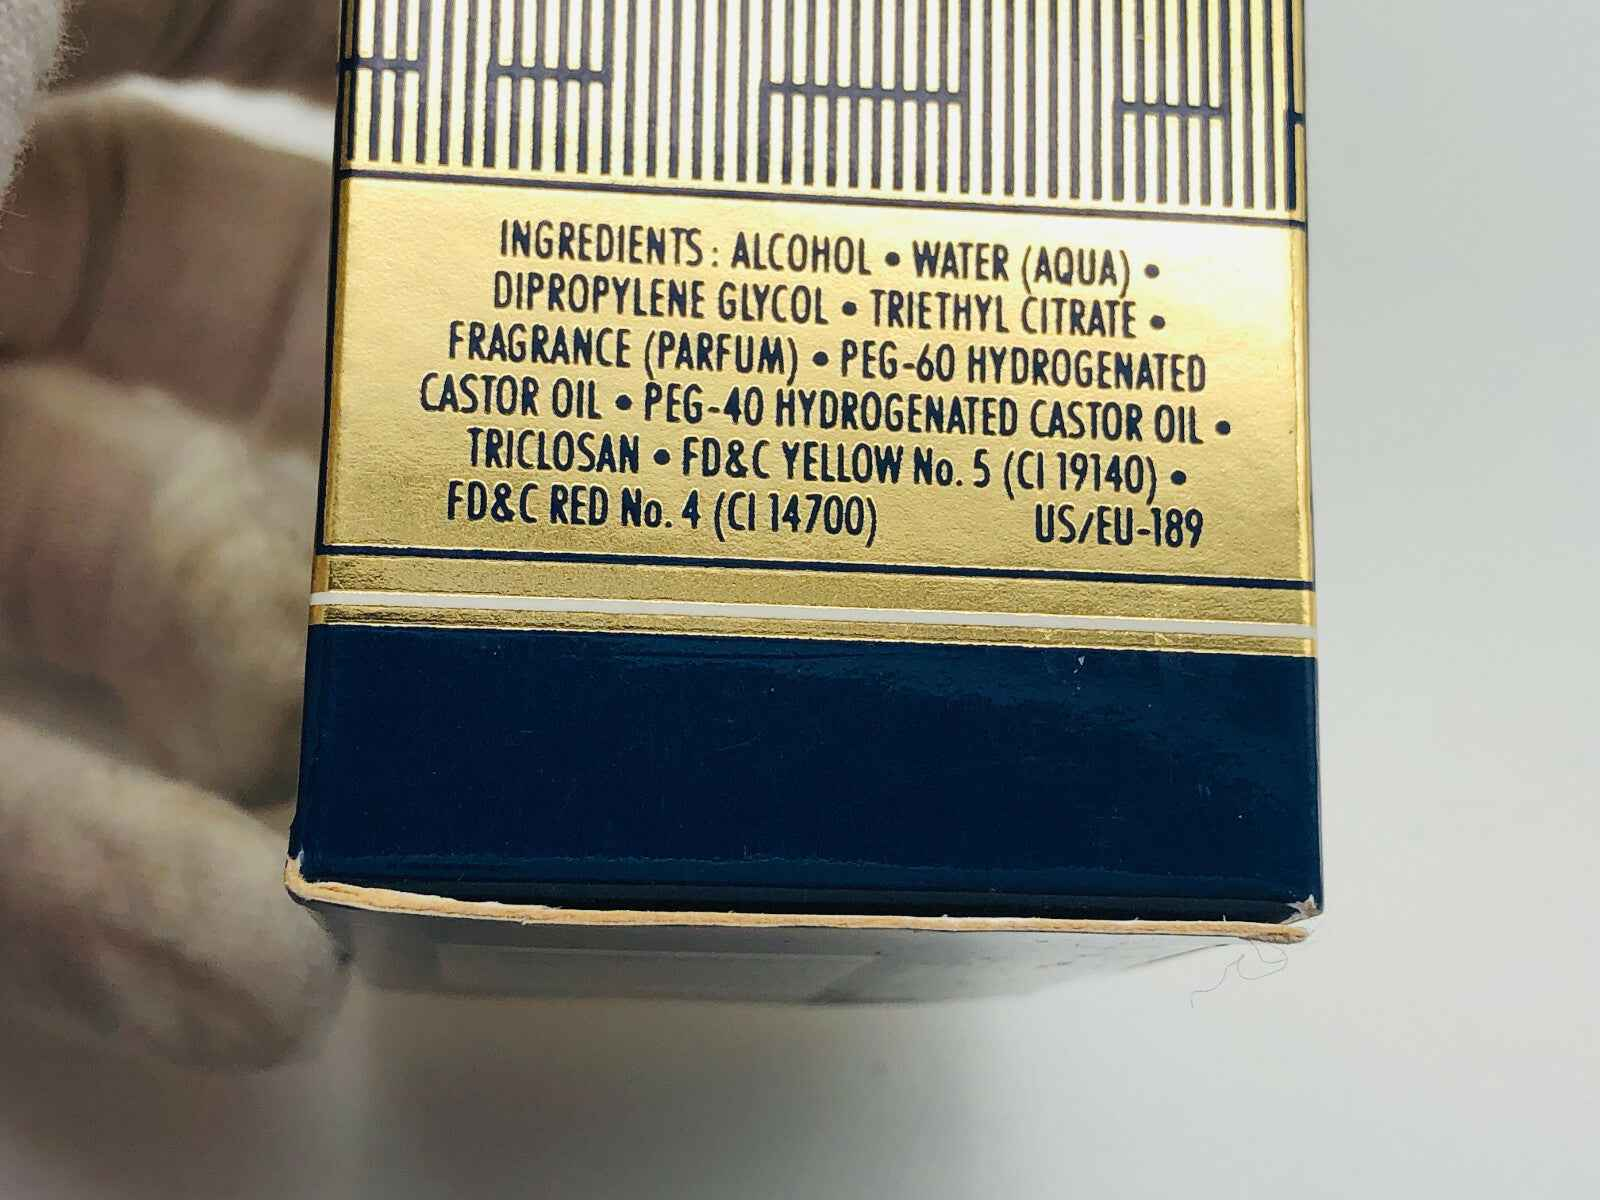 INGREDIENTS: ALCOHOL • WATER (AQUA) •
DIPROPYLENE GLYCOL • TRIETHYL CITRATE •
FRAGRANCE (PARFUM) • PEG-60 HYDROGENATED
CASTOR OIL • PEG-40 HYDROGENATED CASTOR OIL •
TRICLOSAN • FD&C YELLOW No. 5 (CI 19140) •
FD&C RED No. 4 (CI 14700) US/EU-189